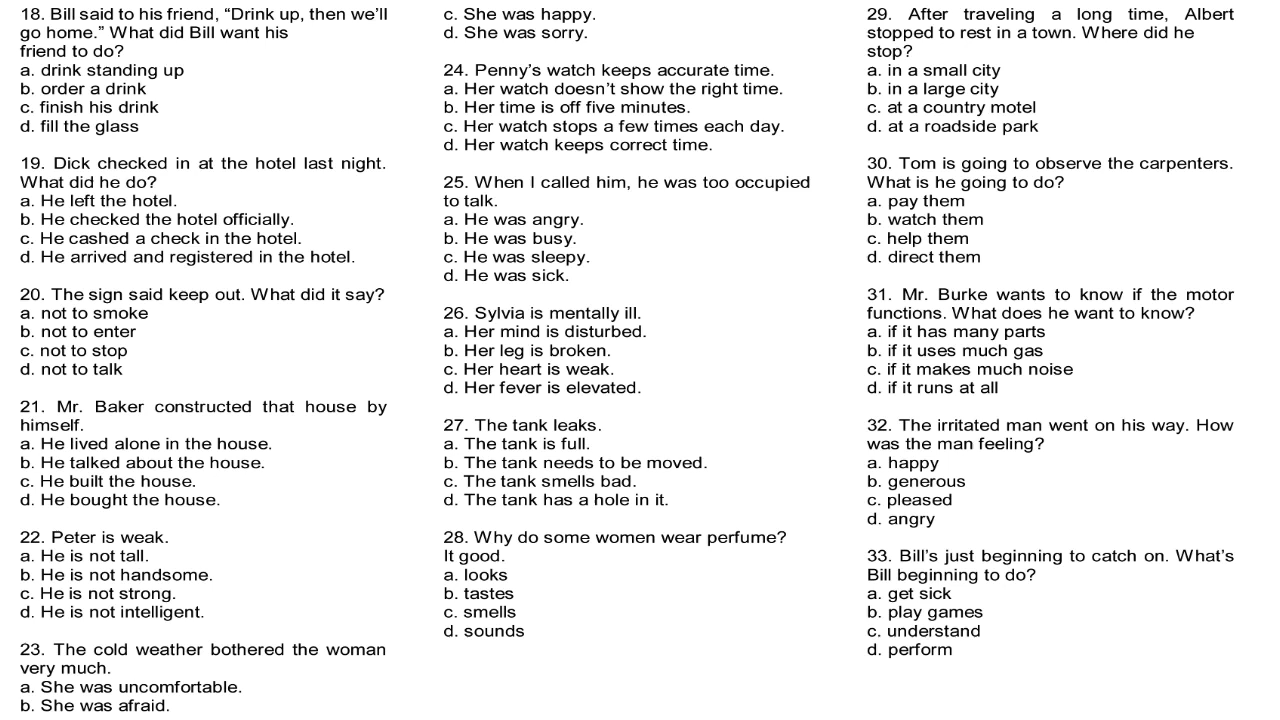 18. Bill said to his friend, “Drink up, then we’ll
go home.” What did Bill want his
friend to do?
a. drink standing up
b. order a drink
c. finish his drink
d. fill the glass
19. Dick checked in at the hotel last night.
What did he do?
a. He left the hotel.
b. He checked the hotel officially.
c. He cashed a check in the hotel.
d. He arrived and registered in the hotel.
20. The sign said keep out. What did it say?
a. not to smoke
b. not to enter
c. not to stop
d. not to talk
21. Mr. Baker constructed that house by
himself.
a. He lived alone in the house.
b. He talked about the house.
c. He built the house.
d. He bought the house.
22. Peter is weak.
a. He is not tall.
b. He is not handsome.
c. He is not strong.
d. He is not intelligent.
23. The cold weather bothered the woman
very much.
a. She was uncomfortable.
b. She was afraid.
c. She was happy.
d. She was sorry.
24. Penny’s watch keeps accurate time.
a. Her watch doesn’t show the right time.
b. Her time is off five minutes.
c. Her watch stops a few times each day.
d. Her watch keeps correct time.
25. When I called him, he was too occupied
to talk.
a. He was angry.
b. He was busy.
c. He was sleepy.
d. He was sick.
26. Sylvia is mentally ill.
a. Her mind is disturbed.
b. Her leg is broken.
c. Her heart is weak.
d. Her fever is elevated.
27. The tank leaks.
a. The tank is full.
b. The tank needs to be moved.
c. The tank smells bad.
d. The tank has a hole in it.
28. Why do some women wear perfume?
It good.
a. looks
b. tastes
c. smells
d. sounds
29. After traveling a long time, Albert
stopped to rest in a town. Where did he
stop?
a. in a small city
b. in a large city
c. at a country motel
d. at a roadside park
30. Tom is going to observe the carpenters.
What is he going to do?
a. pay them
b. watch them
c. help them
d. direct them
31. Mr. Burke wants to know if the motor
functions. What does he want to know?
a. if it has many parts
b. if it uses much gas
c. if it makes much noise
d. if it runs at all
32. The irritated man went on his way. How
was the man feeling?
a. happy
b. generous
c. pleased
d. angry
33. Bill’s just beginning to catch on. What’s
Bill beginning to do?
a. get sick
b. play games
c. understand
d. perform